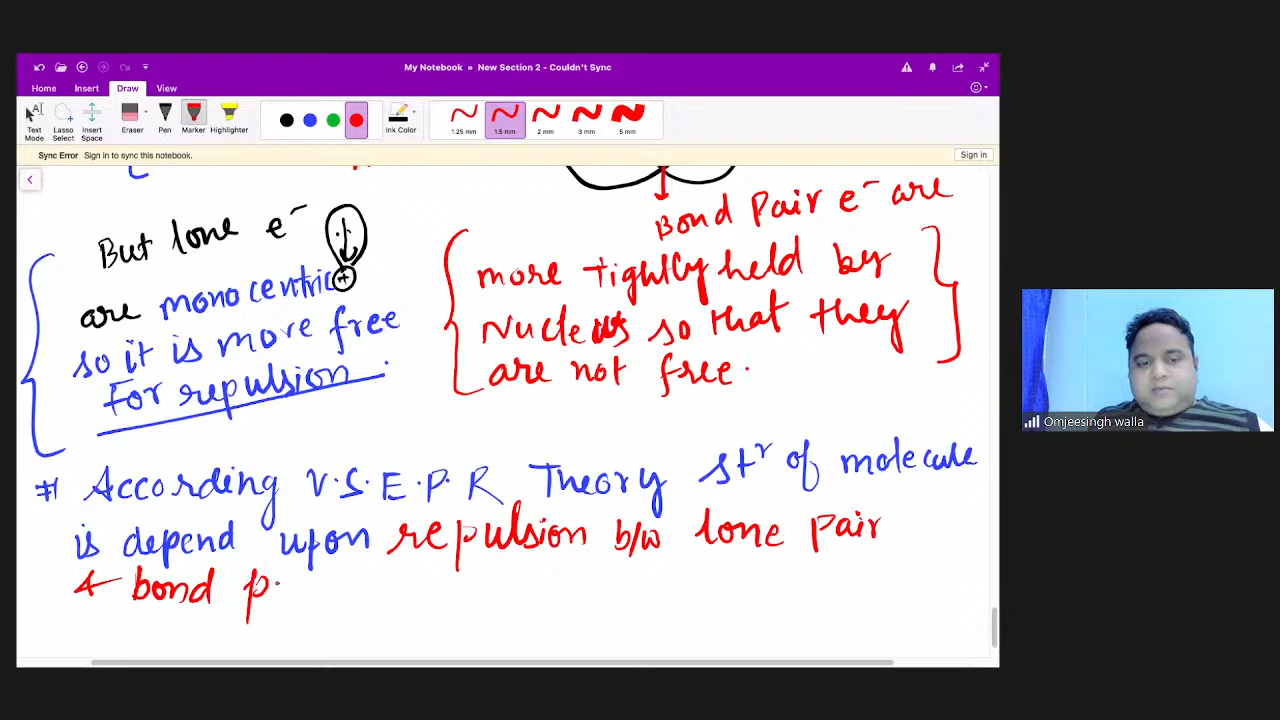 My Notebook » New Section 2 - Couldn't Sync
Home Insert Draw View
Text Mode
Lasso Select
Insert Space
Eraser
Pen
Marker
Highlighter
Ink Color
1.25 mm
1.5 mm
2 mm
3 mm
5 mm
Sync Error Sign in to sync this notebook.
Sign in
But lone e⁻
are monocentric
so it is more free
For repulsion.
Bond Pair e⁻ are
more tightly held by
Nucleus so that they
are not free.
# According V.S.E.P.R Theory stʳ of molecule
is depend upon repulsion b/w lone pair
& bond p
Omjeesingh walla